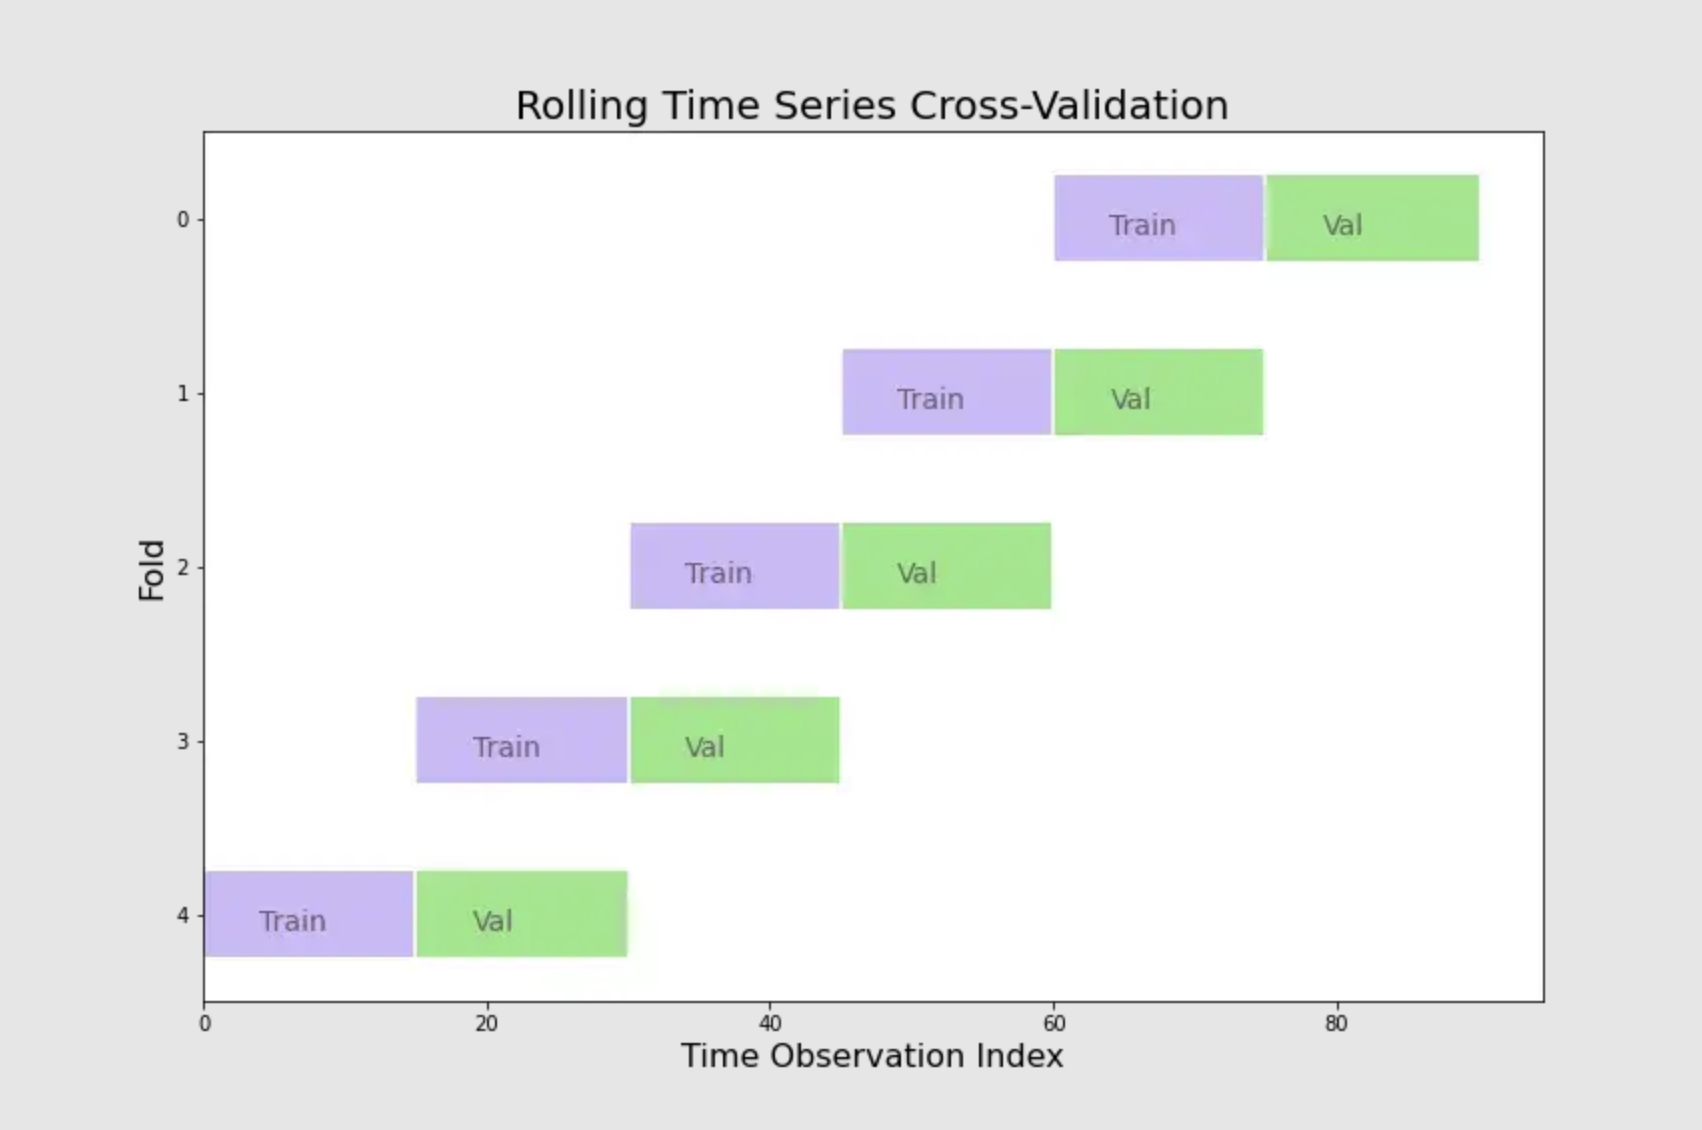 Rolling Time Series Cross-Validation
0 Train Val
1 Train Val
Fold
2 Train Val
3 Train Val
4 Train Val
0 20 40 60 80
Time Observation Index